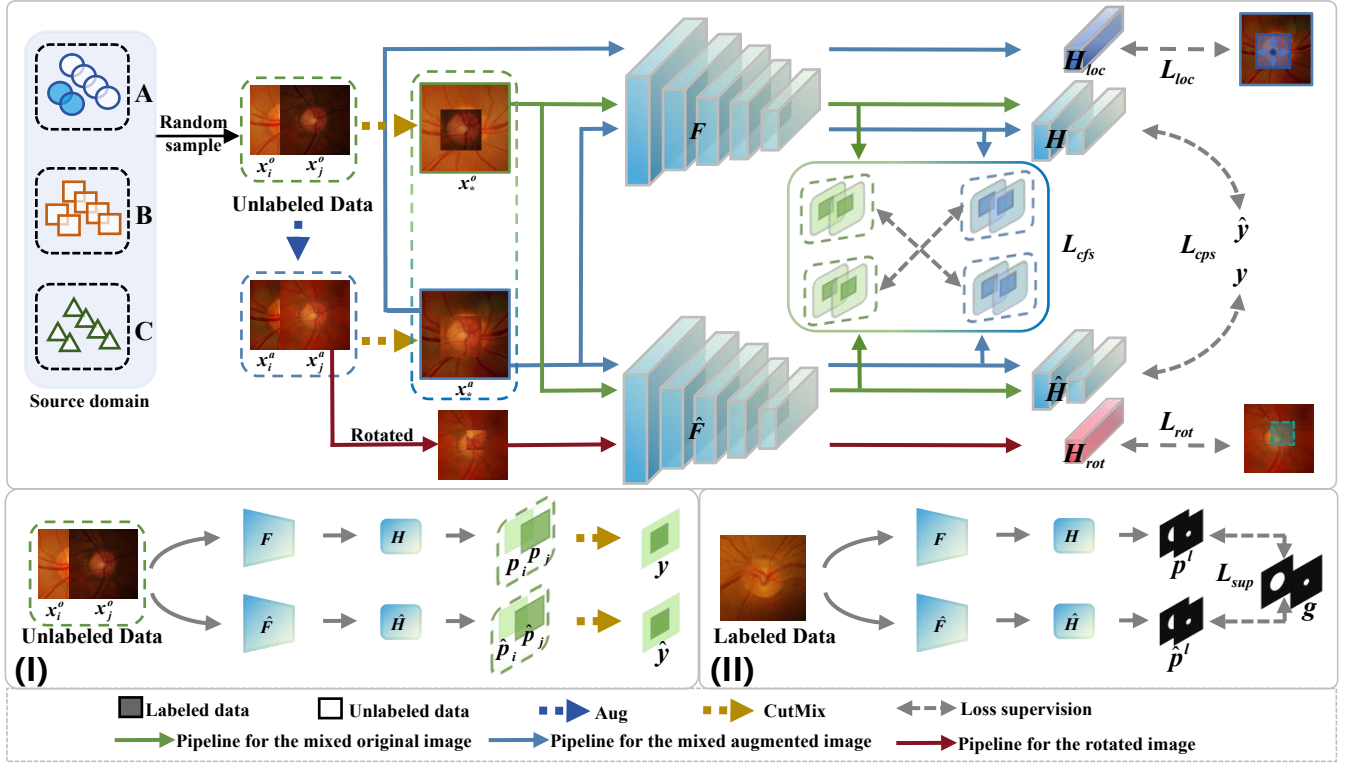 A
B
C
Source domain
Random
sample
x_i^o x_j^o
Unlabeled Data
x_i^a x_j^a
x_*^o
x_*^a
Rotated
F
F̂
H_loc
H
Ĥ
H_rot
L_loc
L_cfs
L_cps
ŷ
y
L_rot
x_i^o x_j^o
Unlabeled Data
(I)
F H p_i p_j y
F̂ Ĥ p̂_i p̂_j ŷ
Labeled Data
(II)
F H p^l
F̂ Ĥ p̂^l
L_sup
g
Labeled data Unlabeled data Aug CutMix Loss supervision
Pipeline for the mixed original image Pipeline for the mixed augmented image Pipeline for the rotated image